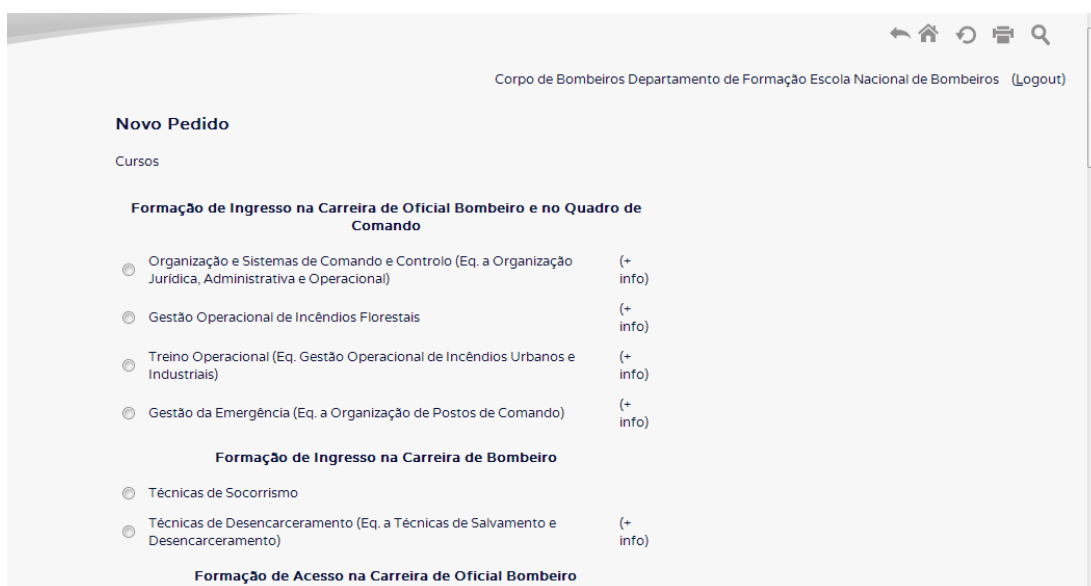 Corpo de Bombeiros Departamento de Formação Escola Nacional de Bombeiros (Logout)
Novo Pedido
Cursos
Formação de Ingresso na Carreira de Oficial Bombeiro e no Quadro de
Comando
Organização e Sistemas de Comando e Controlo (Eq. a Organização
Jurídica, Administrativa e Operacional)
(+
info)
Gestão Operacional de Incêndios Florestais
(+
info)
Treino Operacional (Eq. Gestão Operacional de Incêndios Urbanos e
Industriais)
(+
info)
Gestão da Emergência (Eq. a Organização de Postos de Comando)
(+
info)
Formação de Ingresso na Carreira de Bombeiro
Técnicas de Socorrismo
Técnicas de Desencarceramento (Eq. a Técnicas de Salvamento e
Desencarceramento)
(+
info)
Formação de Acesso na Carreira de Oficial Bombeiro